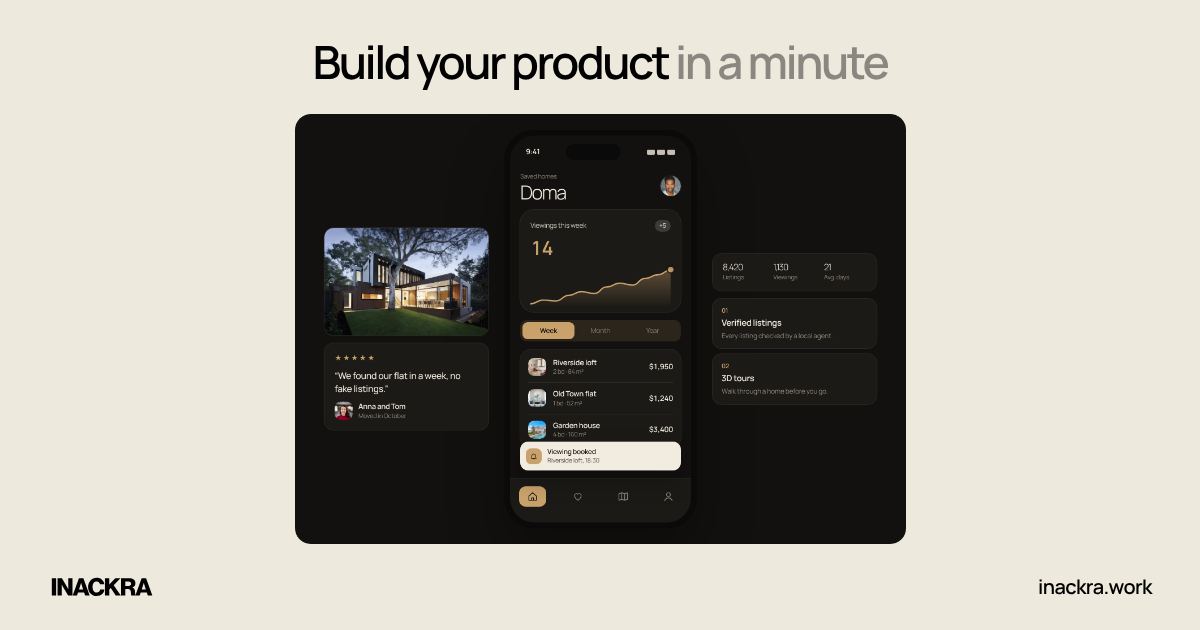 Build your product in a minute
★★★★★
“We found our flat in a week, no
fake listings.”
Anna and Tom
Moved in October
9:41
Saved homes
Doma
Viewings this week
+5
14
Week
Month
Year
Riverside loft
2 bd · 64 m²
$1,950
Old Town flat
1 bd · 52 m²
$1,240
Garden house
4 bd · 160 m²
$3,400
Viewing booked
Riverside loft, 18:30
8,420
1,130
21
Listings
Viewings
Avg. days
01
Verified listings
Every listing checked by a local agent.
02
3D tours
Walk through a home before you go.
INACKRA
inackra.work